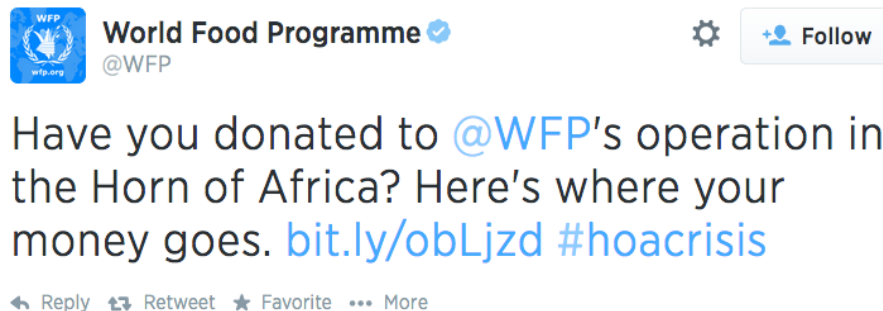 WFP
wfp.org
World Food Programme
@WFP
Follow
Have you donated to @WFP's operation in
the Horn of Africa? Here's where your
money goes. bit.ly/obLjzd #hoacrisis
Reply Retweet Favorite More